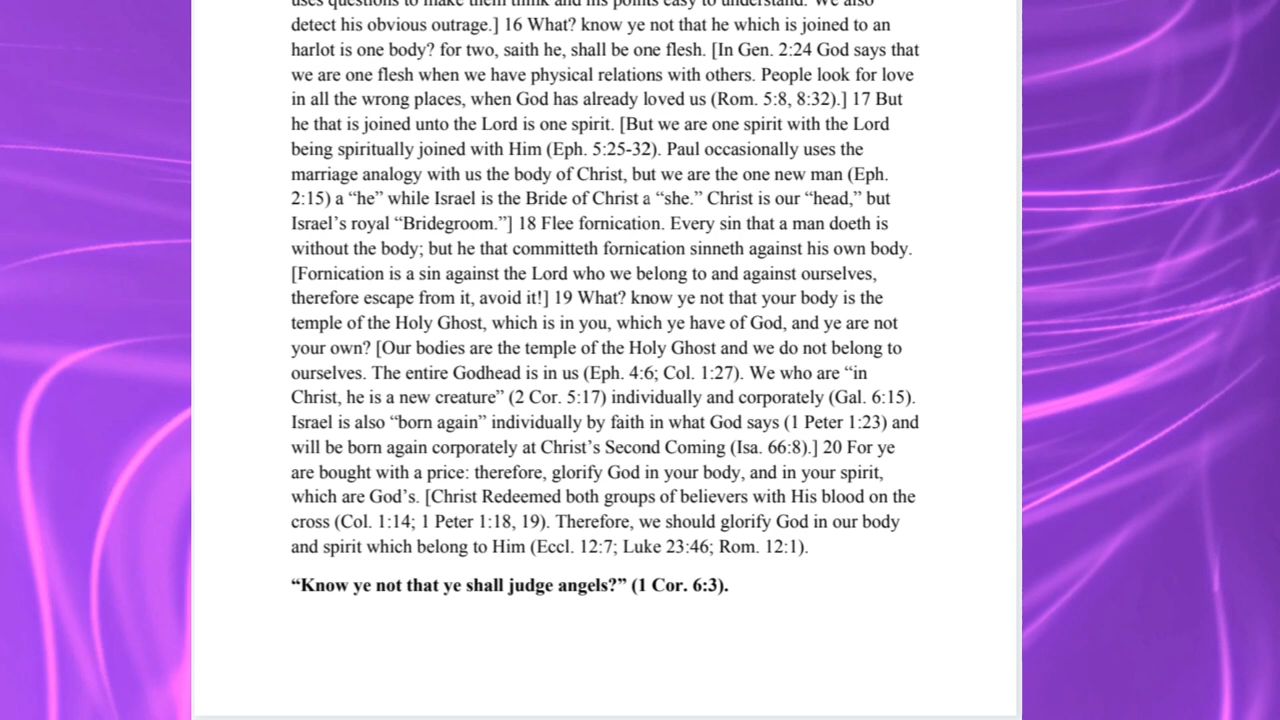 uses questions to make them think and his points easy to understand. We also
detect his obvious outrage.] 16 What? know ye not that he which is joined to an
harlot is one body? for two, saith he, shall be one flesh. [In Gen. 2:24 God says that
we are one flesh when we have physical relations with others. People look for love
in all the wrong places, when God has already loved us (Rom. 5:8, 8:32).] 17 But
he that is joined unto the Lord is one spirit. [But we are one spirit with the Lord
being spiritually joined with Him (Eph. 5:25-32). Paul occasionally uses the
marriage analogy with us the body of Christ, but we are the one new man (Eph.
2:15) a “he” while Israel is the Bride of Christ a “she.” Christ is our “head,” but
Israel’s royal “Bridegroom.”] 18 Flee fornication. Every sin that a man doeth is
without the body; but he that committeth fornication sinneth against his own body.
[Fornication is a sin against the Lord who we belong to and against ourselves,
therefore escape from it, avoid it!] 19 What? know ye not that your body is the
temple of the Holy Ghost, which is in you, which ye have of God, and ye are not
your own? [Our bodies are the temple of the Holy Ghost and we do not belong to
ourselves. The entire Godhead is in us (Eph. 4:6; Col. 1:27). We who are “in
Christ, he is a new creature” (2 Cor. 5:17) individually and corporately (Gal. 6:15).
Israel is also “born again” individually by faith in what God says (1 Peter 1:23) and
will be born again corporately at Christ’s Second Coming (Isa. 66:8).] 20 For ye
are bought with a price: therefore, glorify God in your body, and in your spirit,
which are God’s. [Christ Redeemed both groups of believers with His blood on the
cross (Col. 1:14; 1 Peter 1:18, 19). Therefore, we should glorify God in our body
and spirit which belong to Him (Eccl. 12:7; Luke 23:46; Rom. 12:1).
“Know ye not that ye shall judge angels?” (1 Cor. 6:3).